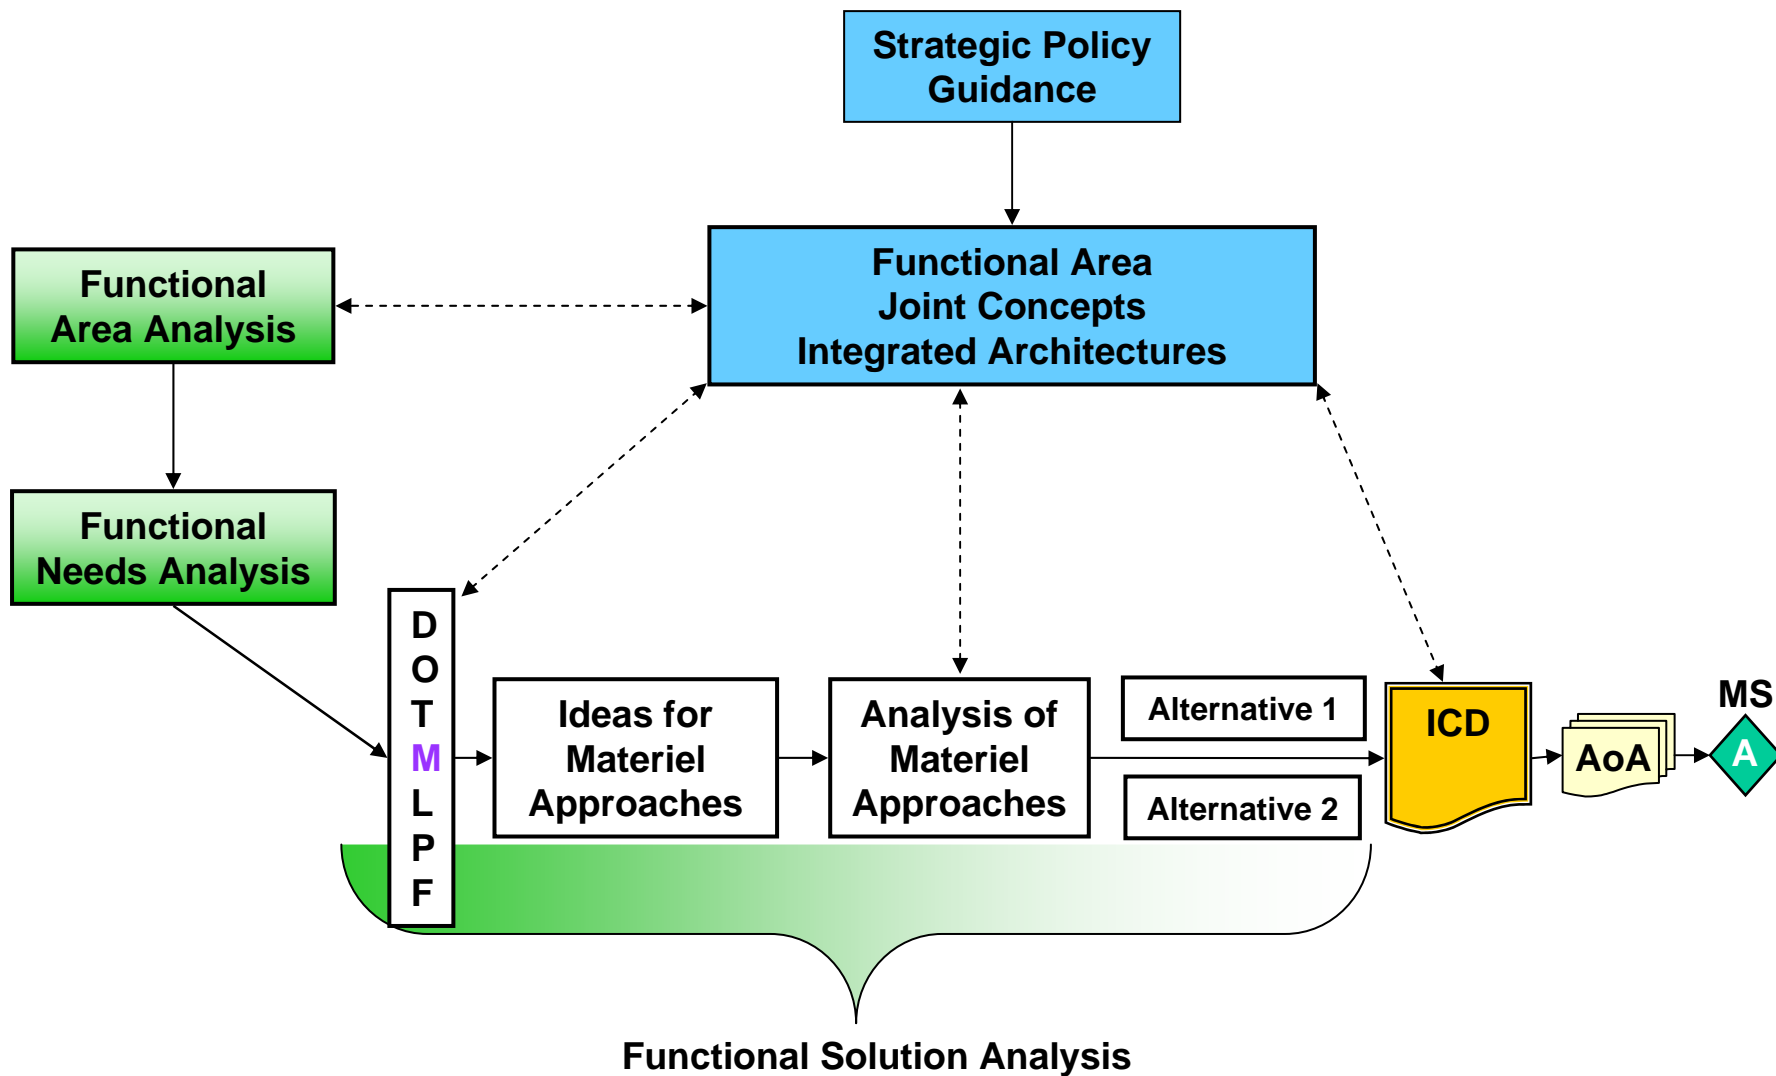 Strategic Policy
Guidance
Functional Area
Joint Concepts
Integrated Architectures
Functional
Area Analysis
Functional
Needs Analysis
D
O
T
M
L
P
F
Ideas for
Materiel
Approaches
Analysis of
Materiel
Approaches
Alternative 1
Alternative 2
ICD
AoA
MS
A
Functional Solution Analysis